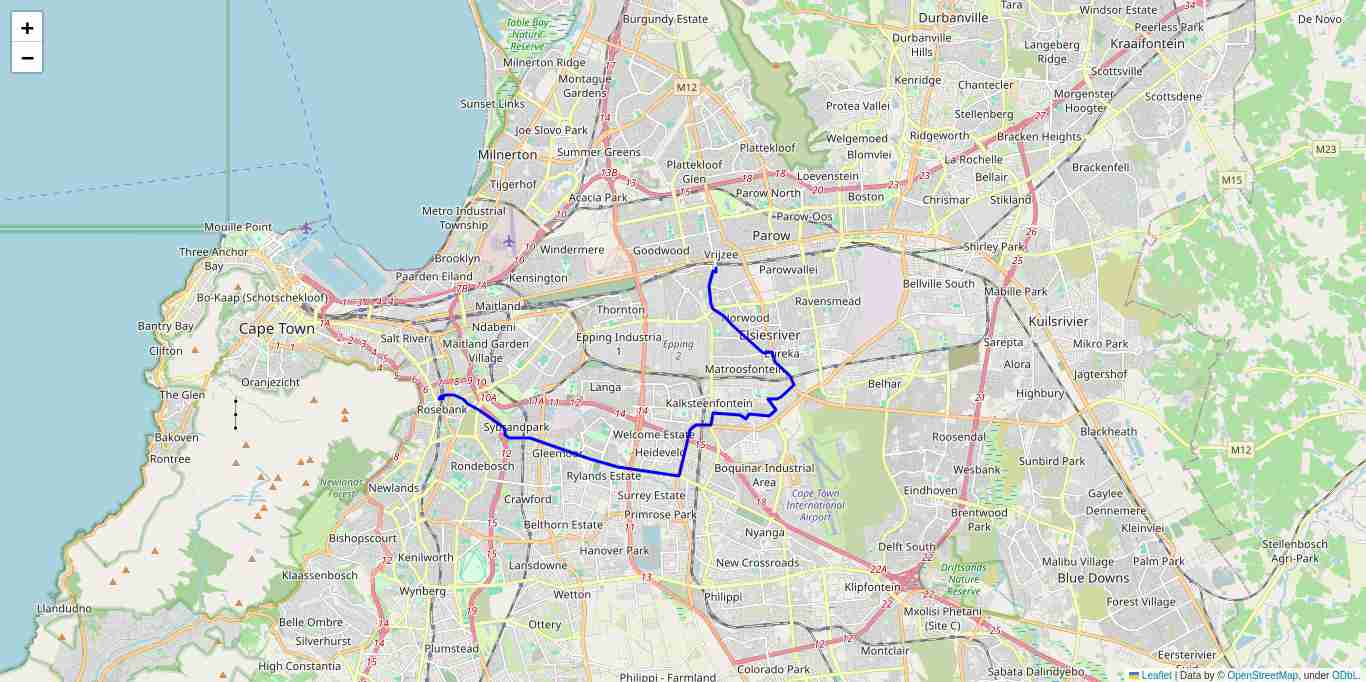 +
−
Table Bay
Nature
Reserve
Burgundy Estate
Tara
Windsor Estate
De Novo
Durbanville
Peerless Park
Kraaifontein
Durbanville
Hills
Langeberg
Ridge
Milnerton Ridge
Montague
Gardens
M12
Kenridge
Chantecler
Scottsville
Sunset Links
Protea Vallei
Morgenster
Hoogte
Scottsdene
Stellenberg
Joe Slovo Park
Welgemoed
Ridgeworth
Bracken Heights
M23
Milnerton
Summer Greens
Plattekloof
Blomvlei
La Rochelle
Plattekloof
Glen
Loevenstein
Bellair
Brackenfell
Tijgerhof
Acacia Park
Parow North
Boston
Chrismar
Stikland
M15
Metro Industrial
Township
Parow-Oos
Mouille Point
Parow
Three Anchor
Bay
Brooklyn
Windermere
Goodwood
Vrijzee
Shirley Park
Paarden Eiland
Kensington
Parowvallei
Bellville South
Mabille Park
Bo-Kaap (Schotschekloof)
Maitland
Thornton
Ravensmead
Cape Town
Bantry Bay
Ndabeni
Norwood
Kuilsrivier
Salt River
Maitland Garden
Village
Epping Industria
1
Epping
2
Elsiesriver
Sarepta
Mikro Park
Clifton
Eureka
Alora
Oranjezicht
Langa
Matroosfontein
Belhar
Jagtershof
The Glen
Highbury
Rosebank
Kalksteenfontein
Bakoven
Sybrandpark
Welcome Estate
Roosendal
Blackheath
Rontree
Gleemoor
Heideveld
M12
Rondebosch
Rylands Estate
Boquinar Industrial
Area
Wesbank
Sunbird Park
Newlands
Newlands
Forest
Crawford
Surrey Estate
Cape Town
International
Airport
Eindhoven
Gaylee
Dennemere
Belthorn Estate
Primrose Park
Brentwood
Park
Kleinvlei
Bishopscourt
Nyanga
Stellenbosch
Agri-Park
Kenilworth
Hanover Park
Delft South
Klaassenbosch
Lansdowne
New Crossroads
Driftsands
Nature
Reserve
Malibu Village
Palm Park
Wynberg
Wetton
Philippi
Klipfontein
Blue Downs
Llandudno
Forest Village
Belle Ombre
Ottery
Mxolisi Phetani
(Site C)
Silverhurst
Plumstead
Montclair
High Constantia
Eersterivier
Colorado Park
Sabata Dalindyebo
Philippi - Farmland
Leaflet | Data by © OpenStreetMap, under ODbL.